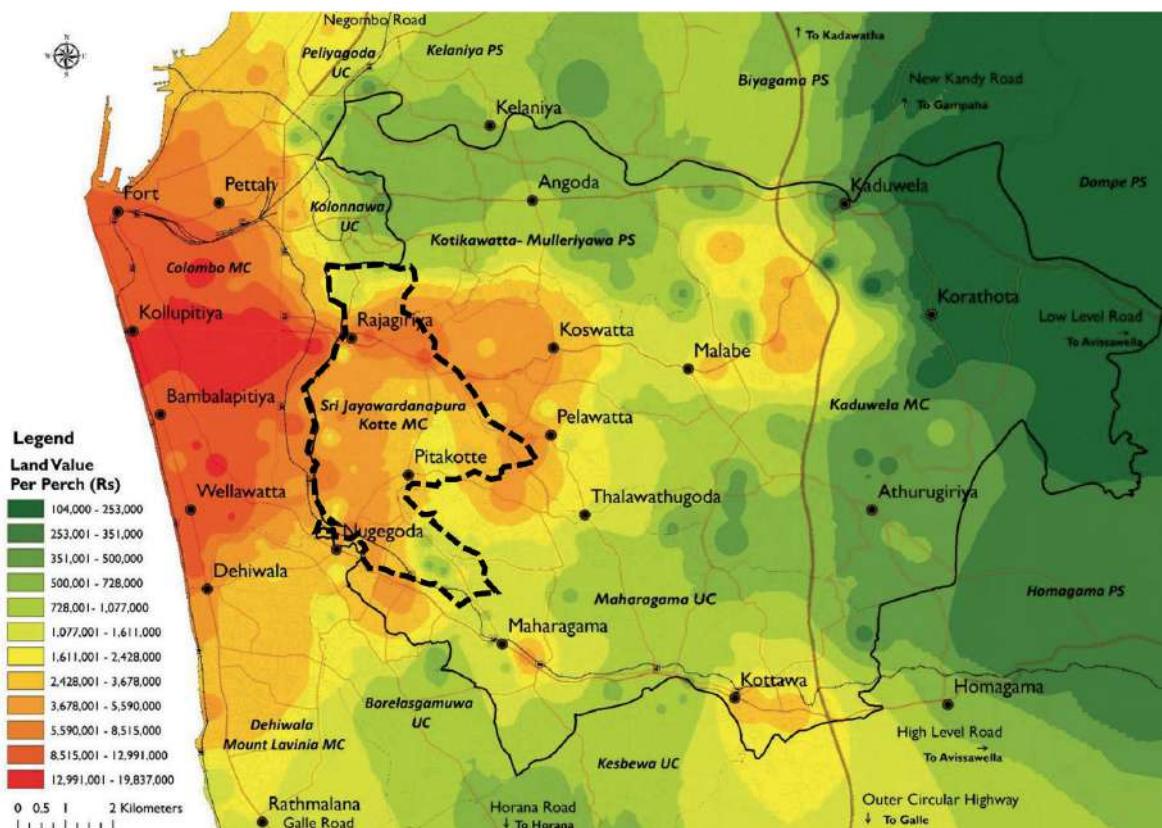 Negombo Road
Peliyagoda
UC
Kelaniya PS
↑ To Kadawatha
Biyagama PS
New Kandy Road
↑ To Gampaha
Kelaniya
Fort
Pettah
Kolonnawa
UC
Angoda
Kaduwela
Dompe PS
Kotikawatta- Mulleriyawa PS
Colombo MC
Kollupitiya
Rajagiriya
Koswatta
Malabe
Korathota
Low Level Road
To Avissawella
Bambalapitiya
Sri Jayawardanapura
Kotte MC
Pelawatta
Kaduwela MC
Pitakotte
Wellawatta
Thalawathugoda
Athurugiriya
Nugegoda
Dehiwala
Maharagama UC
Homagama PS
Maharagama
Kottawa
Homagama
Borelasgamuwa
UC
Dehiwala
Mount Lavinia MC
Kesbewa UC
High Level Road
To Avissawella
Rathmalana
Galle Road
Horana Road
↓ To Horana
Outer Circular Highway
↓ To Galle
Legend
Land Value
Per Perch (Rs)
104,000 - 253,000
253,001 - 351,000
351,001 - 500,000
500,001 - 728,000
728,001 - 1,077,000
1,077,001 - 1,611,000
1,611,001 - 2,428,000
2,428,001 - 3,678,000
3,678,001 - 5,590,000
5,590,001 - 8,515,000
8,515,001 - 12,991,000
12,991,001 - 19,837,000
0 0.5 1 2 Kilometers